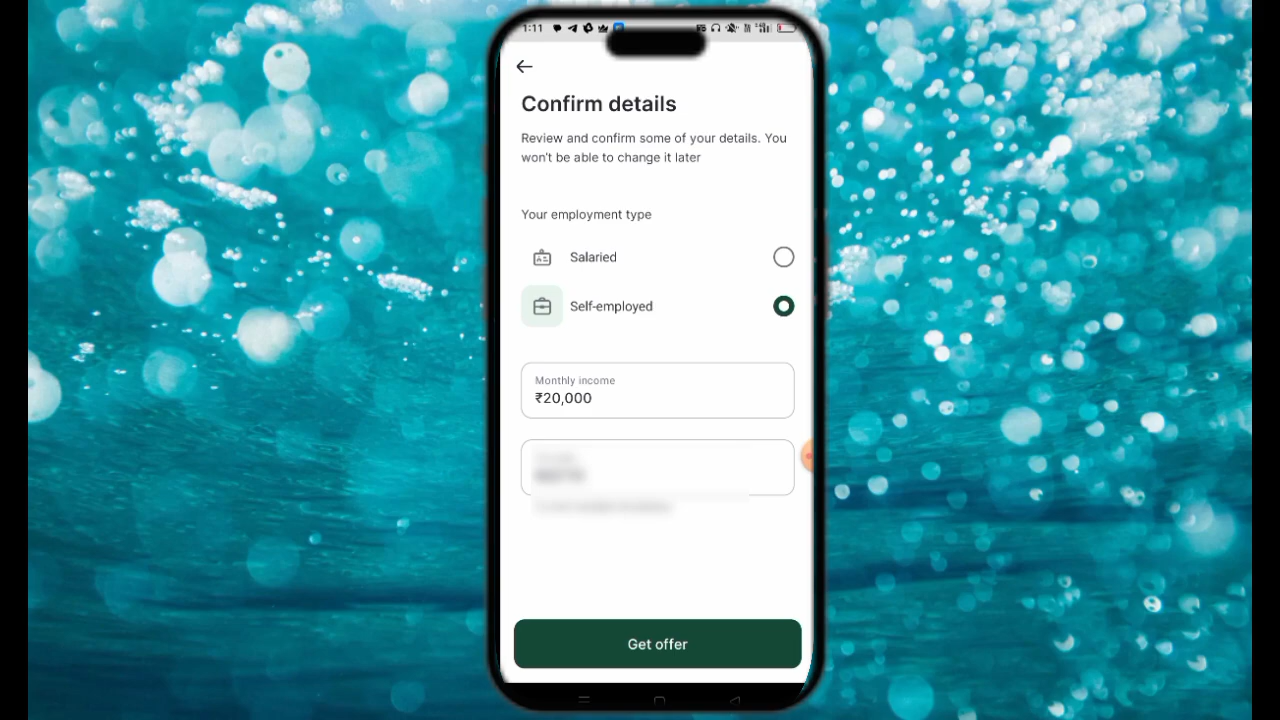 1:11
Confirm details
Review and confirm some of your details. You
won't be able to change it later
Your employment type
Salaried
Self-employed
Monthly income
₹20,000
Get offer